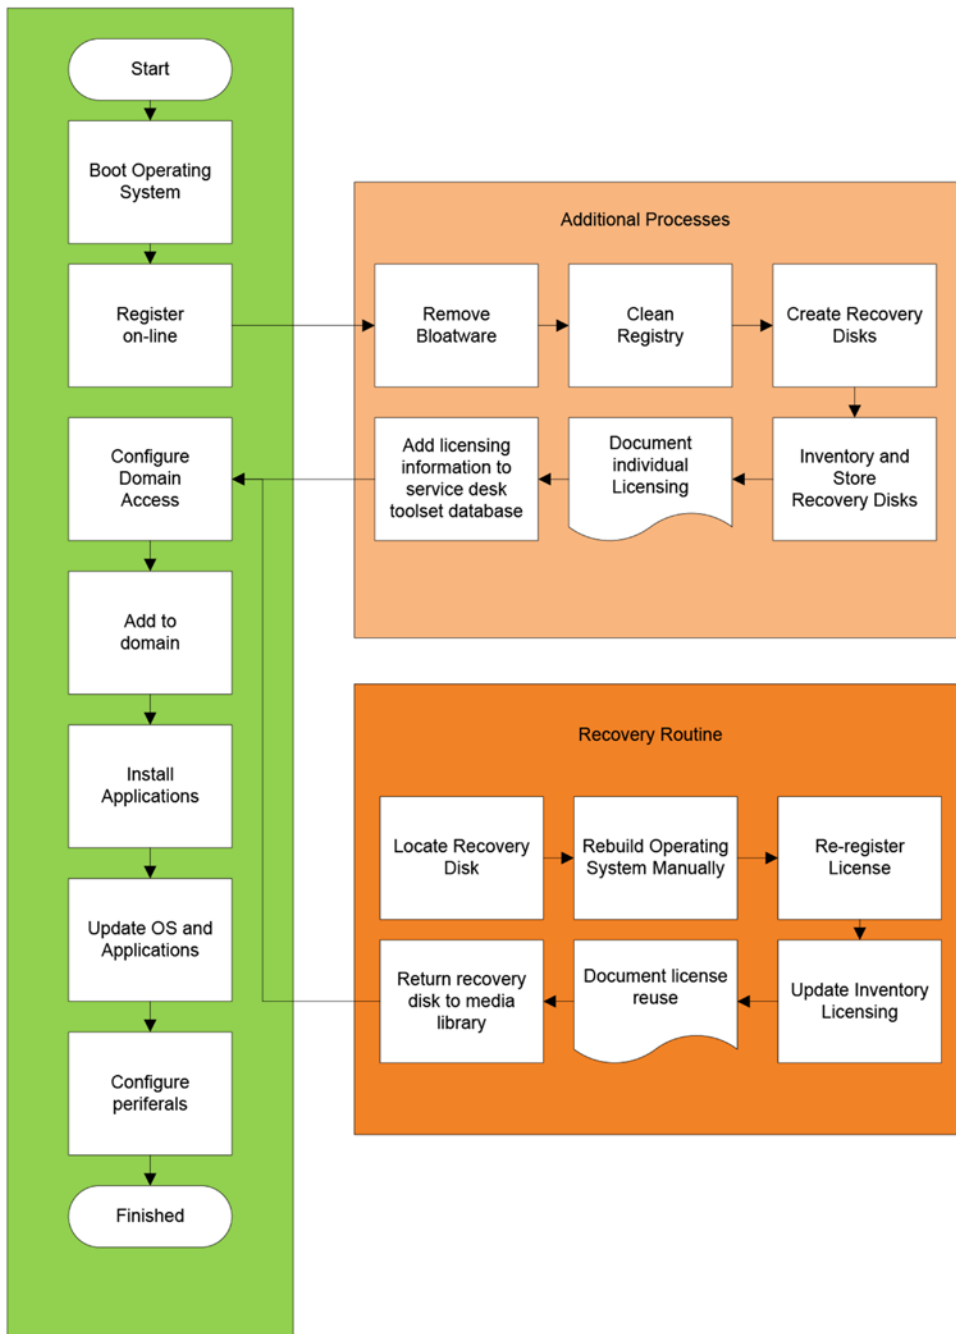 Start
Boot Operating
System
Register
on-line
Additional Processes
Remove
Bloatware
Clean
Registry
Create Recovery
Disks
Inventory and
Store
Recovery Disks
Document
individual
Licensing
Add licensing
information to
service desk
toolset database
Configure
Domain
Access
Add to
domain
Install
Applications
Update OS and
Applications
Configure
periferals
Finished
Recovery Routine
Locate Recovery
Disk
Rebuild Operating
System Manually
Re-register
License
Update Inventory
Licensing
Document license
reuse
Return recovery
disk to media
library